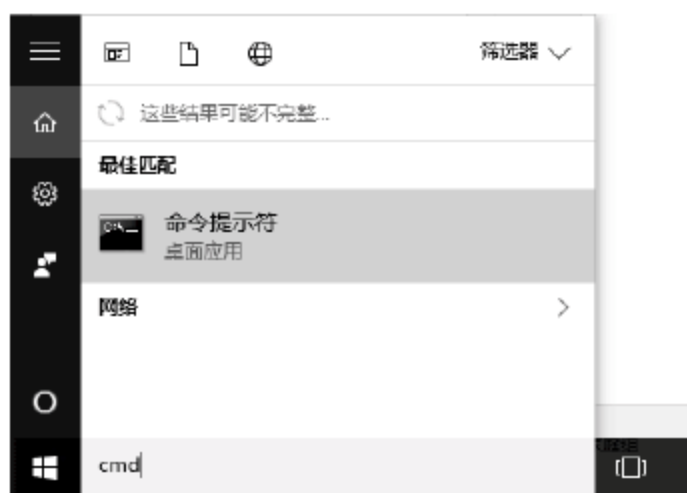 筛选器
这些结果可能不完整...
最佳匹配
命令提示符
桌面应用
网络
cmd